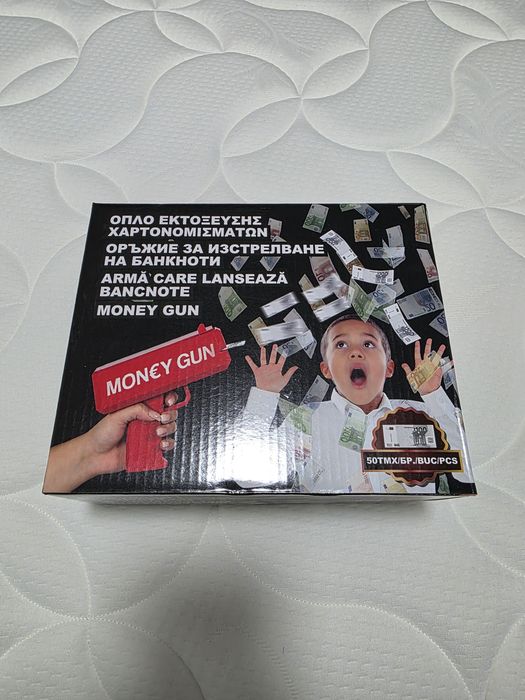 ΟΠΛΟ ΕΚΤΟΞΕΥΣΗΣ
ΧΑΡΤΟΝΟΜΙΣΜΑΤΩΝ
ОРЪЖИЕ ЗА ИЗСТРЕЛВАНЕ
НА БАНКНОТИ
ARMĂ CARE LANSEAZĂ
BANCNOTE
MONEY GUN
MON€Y GUN
50ΤΜΧ/БР./BUC/PCS